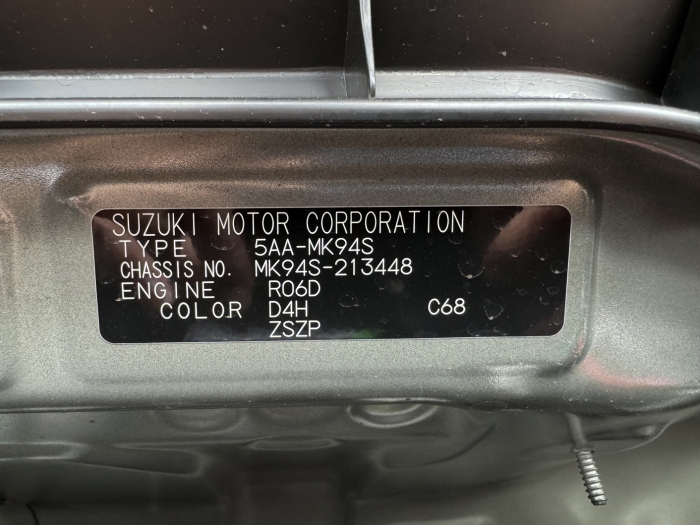 SUZUKI MOTOR CORPORATION
TYPE 5AA-MK94S
CHASSIS NO. MK94S-213448
ENGINE R06D
COLOR D4H C68
ZSZP